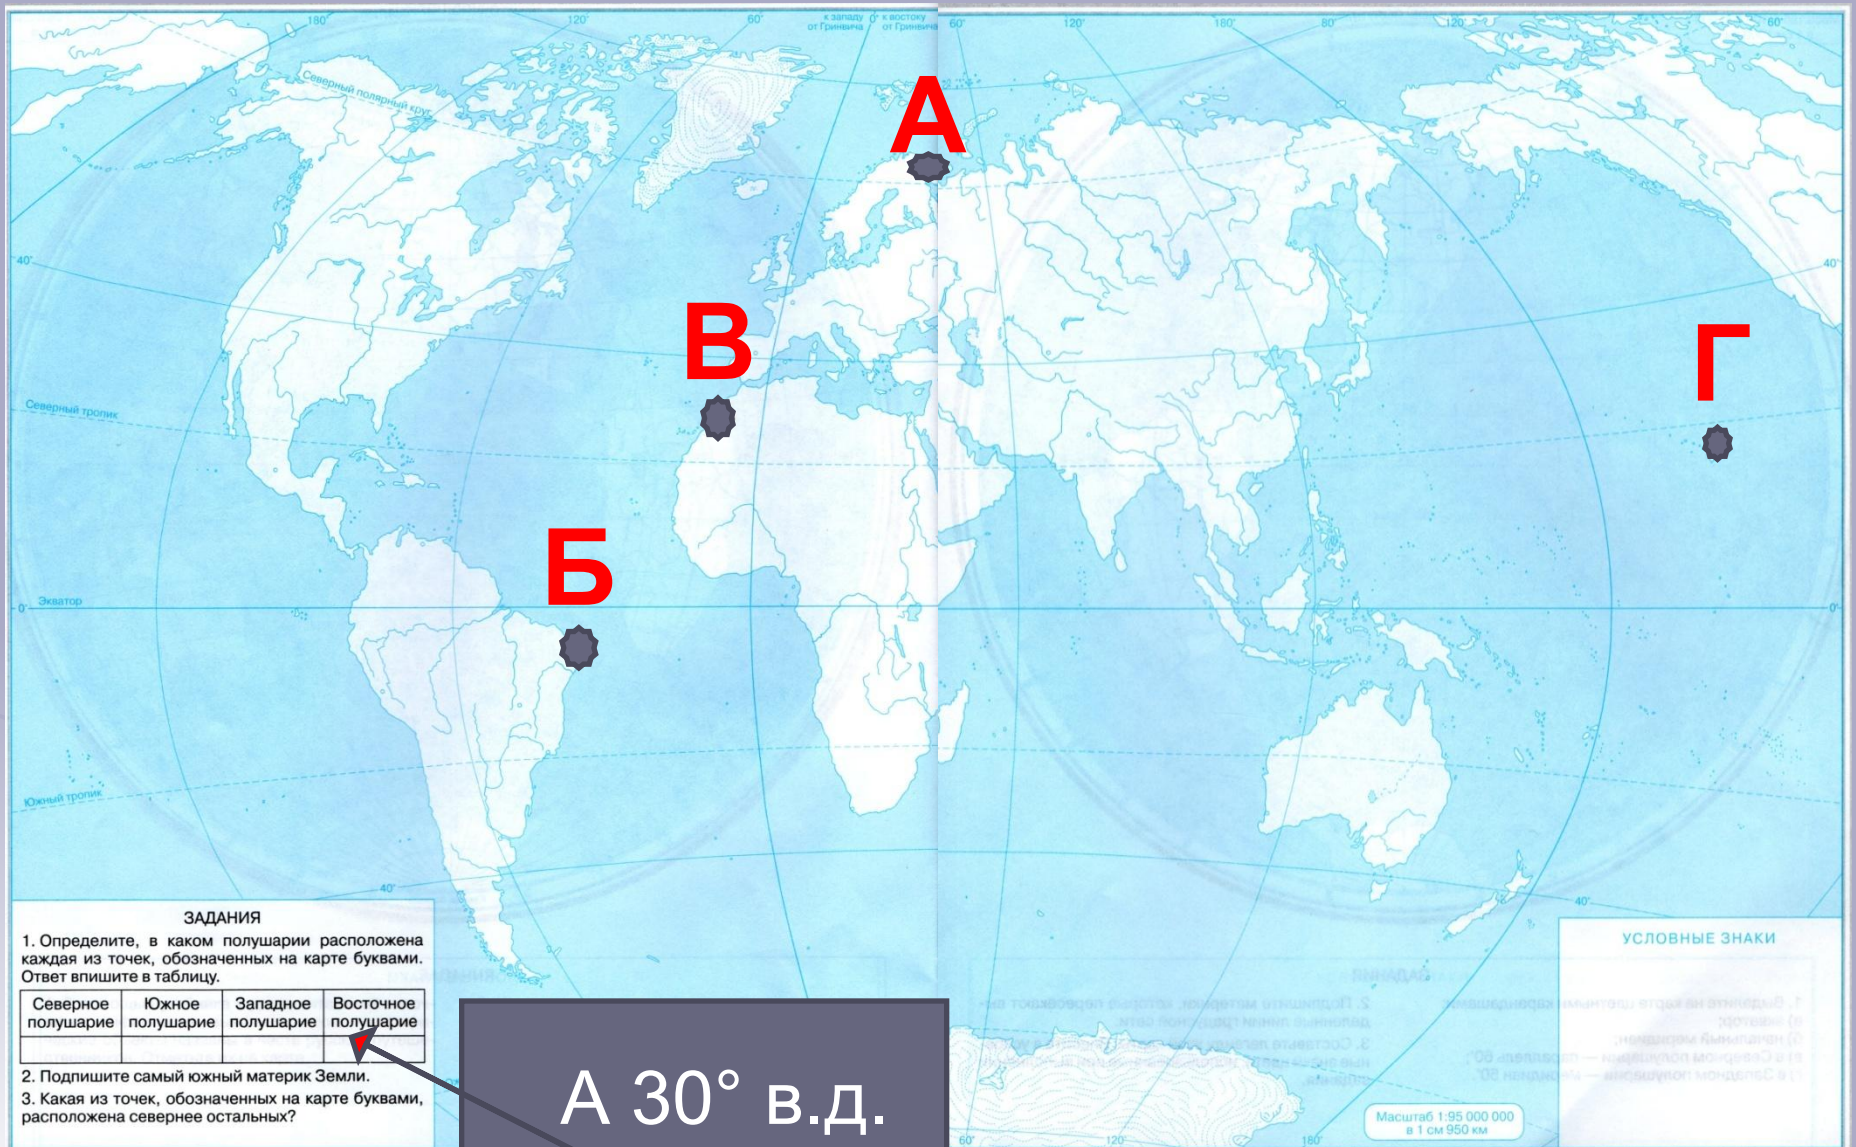 180°
120°
60°
к западу от Гринвича
0°
к востоку от Гринвича
60°
120°
180°
120°
60°
Северный полярный круг
А
40°
40°
В
Г
Северный тропик
Б
0°
Экватор
0°
Южный тропик
40°
40°
ЗАДАНИЯ
1. Определите, в каком полушарии расположена
каждая из точек, обозначенных на карте буквами.
Ответ впишите в таблицу.
Северное полушарие
Южное полушарие
Западное полушарие
Восточное полушарие
2. Подпишите самый южный материк Земли.
3. Какая из точек, обозначенных на карте буквами,
расположена севернее остальных?
А 30° в.д.
УСЛОВНЫЕ ЗНАКИ
Масштаб 1:95 000 000
в 1 см 950 км
60°
120°
180°